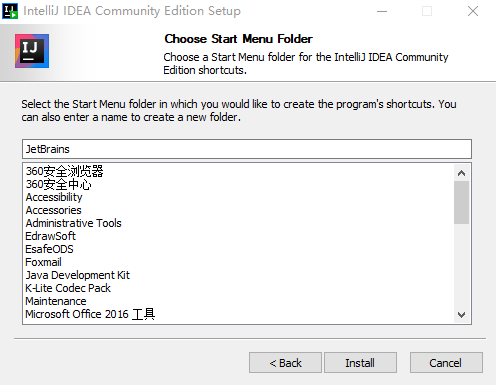 IntelliJ IDEA Community Edition Setup
IJ
Choose Start Menu Folder
Choose a Start Menu folder for the IntelliJ IDEA Community
Edition shortcuts.
Select the Start Menu folder in which you would like to create the program's shortcuts. You
can also enter a name to create a new folder.
JetBrains
360安全浏览器
360安全中心
Accessibility
Accessories
Administrative Tools
EdrawSoft
EsafeODS
Foxmail
Java Development Kit
K-Lite Codec Pack
Maintenance
Microsoft Office 2016 工具
< Back
Install
Cancel